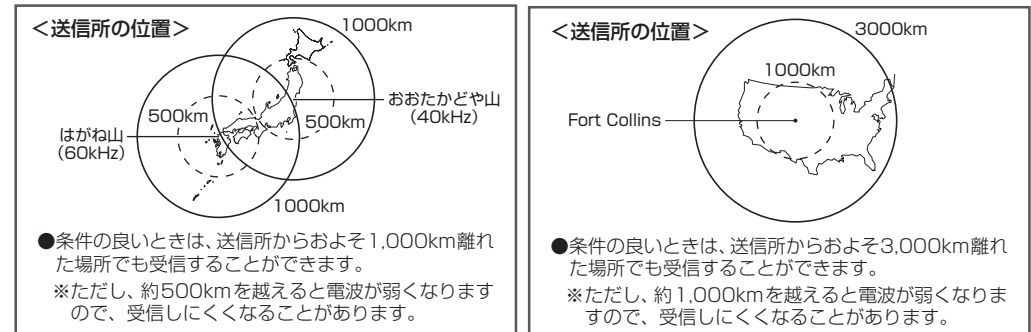 ＜送信所の位置＞
1000km
500km
500km
おおたかどや山
（40kHz）
はがね山
（60kHz）
1000km
●条件の良いときは、送信所からおよそ1,000km離れ
た場所でも受信することができます。
※ただし、約500kmを越えると電波が弱くなります
ので、受信しにくくなることがあります。
＜送信所の位置＞
3000km
1000km
Fort Collins
●条件の良いときは、送信所からおよそ3,000km離れ
た場所でも受信することができます。
※ただし、約1,000kmを越えると電波が弱くなりま
すので、受信しにくくなることがあります。